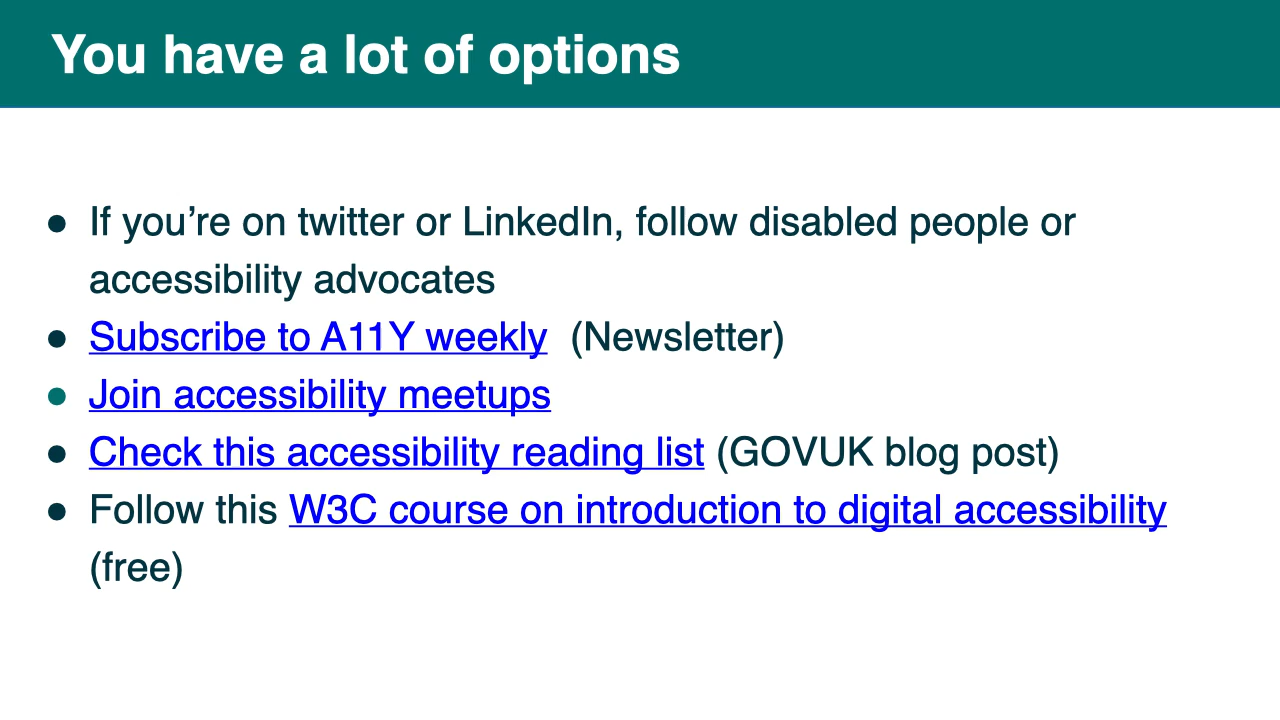 You have a lot of options
● If you’re on twitter or LinkedIn, follow disabled people or
accessibility advocates
● Subscribe to A11Y weekly  (Newsletter)
● Join accessibility meetups
● Check this accessibility reading list (GOVUK blog post)
● Follow this W3C course on introduction to digital accessibility
(free)